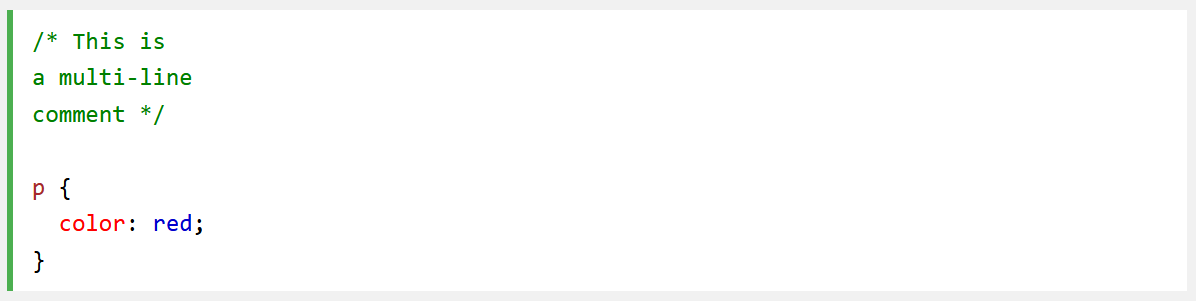 /* This is
a multi-line
comment */

p {
  color: red;
}